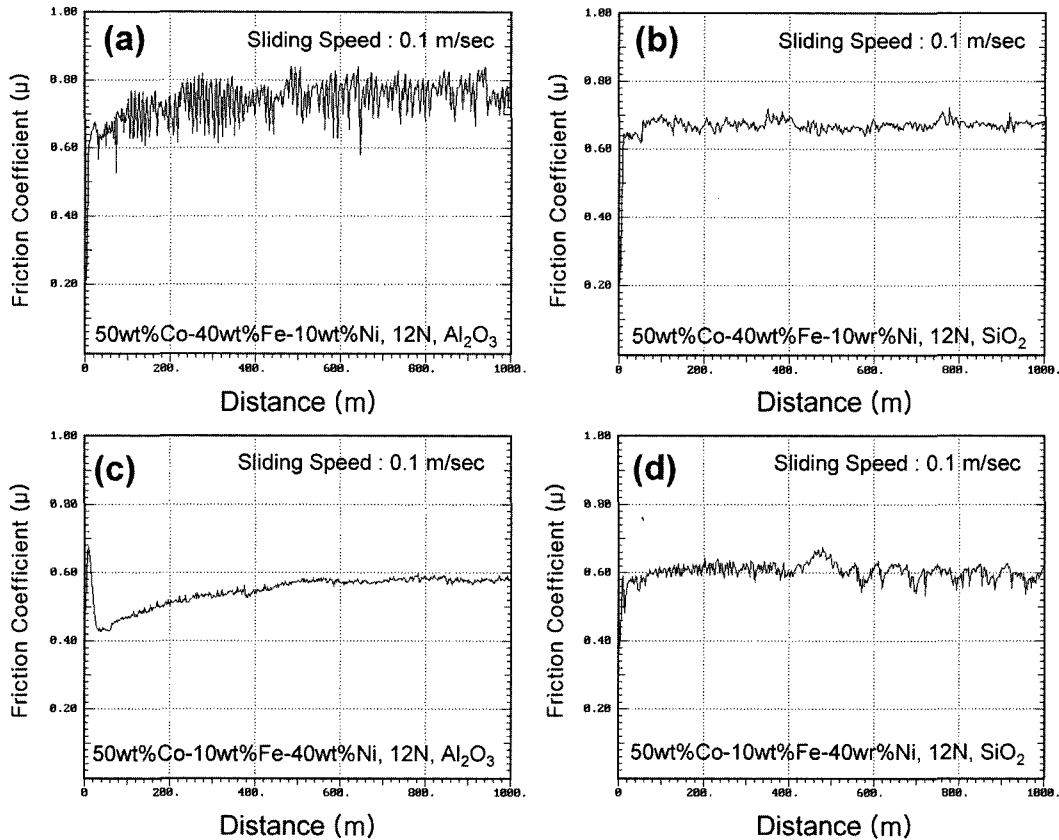 (a)
Sliding Speed : 0.1 m/sec
1.00
0.80
0.60
0.40
0.20
Friction Coefficient (µ)
50wt%Co-40wt%Fe-10wt%Ni, 12N, Al₂O₃
0 200. 400. 600. 800. 1000.
Distance (m)
(b)
Sliding Speed : 0.1 m/sec
1.00
0.80
0.60
0.40
0.20
Friction Coefficient (µ)
50wt%Co-40wt%Fe-10wr%Ni, 12N, SiO₂
0 200. 400. 600. 800. 1000.
Distance (m)
(c)
Sliding Speed : 0.1 m/sec
1.00
0.80
0.60
0.40
0.20
Friction Coefficient (µ)
50wt%Co-10wt%Fe-40wt%Ni, 12N, Al₂O₃
0 200. 400. 600. 800. 1000.
Distance (m)
(d)
Sliding Speed : 0.1 m/sec
1.00
0.80
0.60
0.40
0.20
Friction Coefficient (µ)
50wt%Co-10wt%Fe-40wr%Ni, 12N, SiO₂
0 200. 400. 600. 800. 1000.
Distance (m)